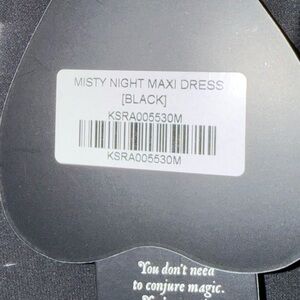 MISTY NIGHT MAXI DRESS
[BLACK]
KSRA005530M
KSRA005530M
You don't need
to conjure magic.